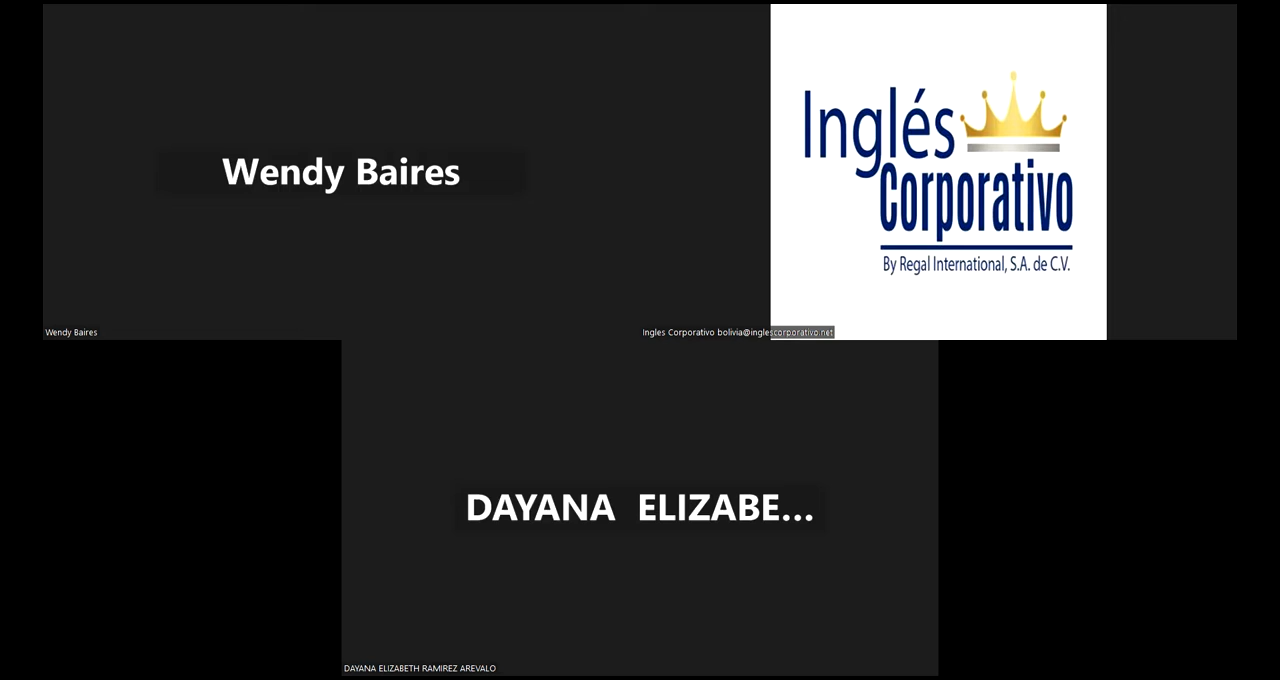 Wendy Baires
Inglés
Corporativo
By Regal International, S.A. de C.V.
Wendy Baires
Ingles Corporativo bolivia@inglescorporativo.net
DAYANA ELIZABE...
DAYANA ELIZABETH RAMIREZ AREVALO